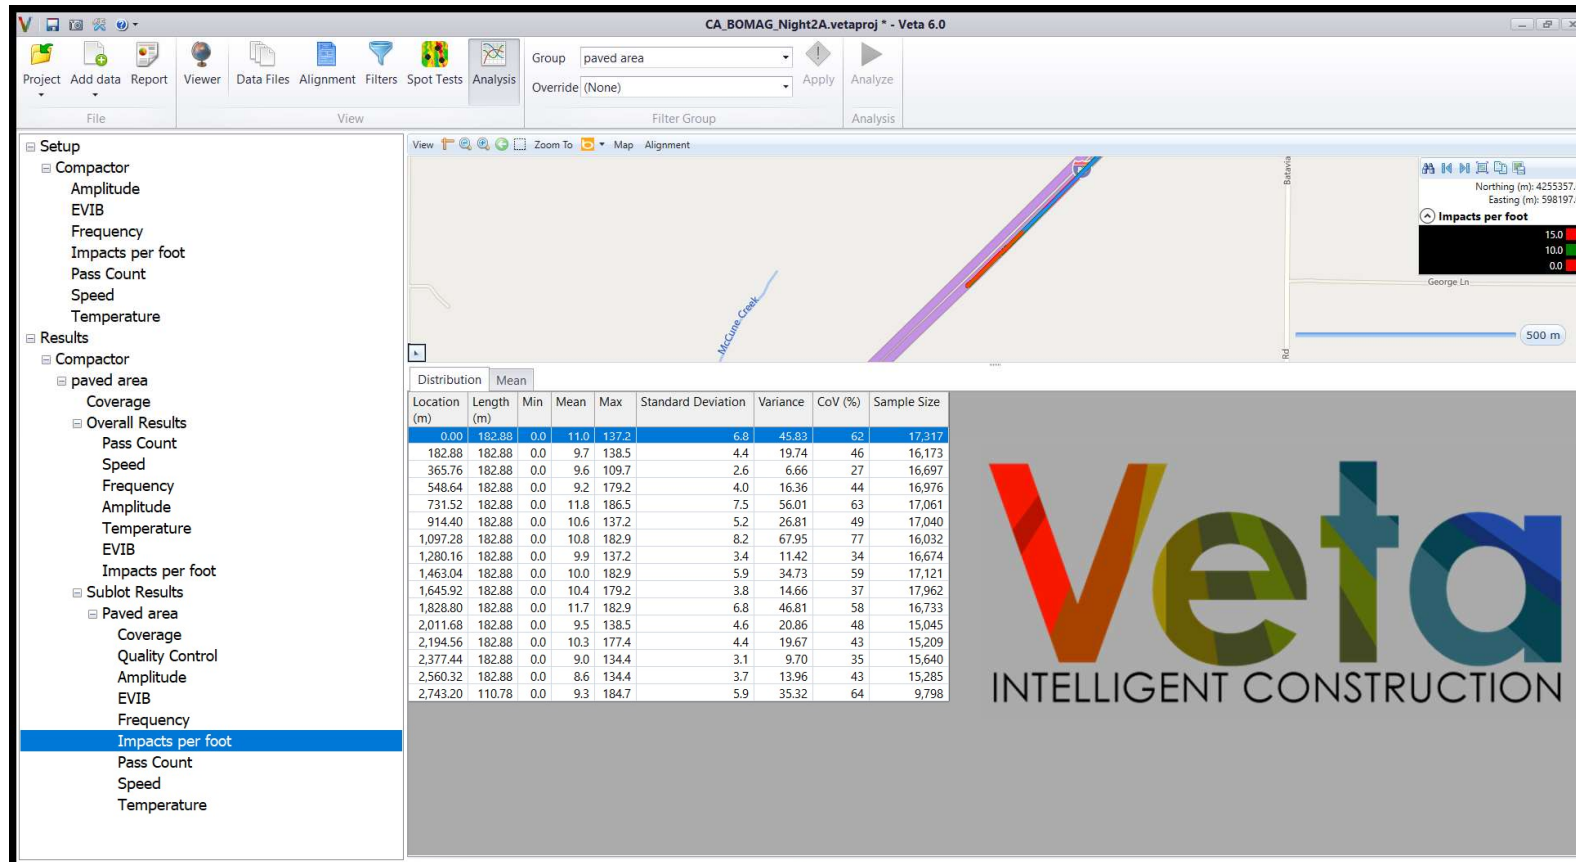 CA_BOMAG_Night2A.vetaproj * - Veta 6.0
Project Add data Report Viewer Data Files Alignment Filters Spot Tests Analysis
Group paved area
Override (None)
Apply Analyze
File View Filter Group Analysis
Setup
Compactor
Amplitude
EVIB
Frequency
Impacts per foot
Pass Count
Speed
Temperature
Results
Compactor
paved area
Coverage
Overall Results
Pass Count
Speed
Frequency
Amplitude
Temperature
EVIB
Impacts per foot
Sublot Results
Paved area
Coverage
Quality Control
Amplitude
EVIB
Frequency
Impacts per foot
Pass Count
Speed
Temperature
View Zoom To Map Alignment
McCune Creek
Batavia
Rd
George Ln
Northing (m): 4255357.
Easting (m): 598197.
Impacts per foot
15.0
10.0
0.0
500 m
Distribution Mean
Location (m) Length (m) Min Mean Max Standard Deviation Variance CoV (%) Sample Size
0.00 182.88 0.0 11.0 137.2 6.8 45.83 62 17,317
182.88 182.88 0.0 9.7 138.5 4.4 19.74 46 16,173
365.76 182.88 0.0 9.6 109.7 2.6 6.66 27 16,697
548.64 182.88 0.0 9.2 179.2 4.0 16.36 44 16,976
731.52 182.88 0.0 11.8 186.5 7.5 56.01 63 17,061
914.40 182.88 0.0 10.6 137.2 5.2 26.81 49 17,040
1,097.28 182.88 0.0 10.8 182.9 8.2 67.95 77 16,032
1,280.16 182.88 0.0 9.9 137.2 3.4 11.42 34 16,674
1,463.04 182.88 0.0 10.0 182.9 5.9 34.73 59 17,121
1,645.92 182.88 0.0 10.4 179.2 3.8 14.66 37 17,962
1,828.80 182.88 0.0 11.7 182.9 6.8 46.81 58 16,733
2,011.68 182.88 0.0 9.5 138.5 4.6 20.86 48 15,045
2,194.56 182.88 0.0 10.3 177.4 4.4 19.67 43 15,209
2,377.44 182.88 0.0 9.0 134.4 3.1 9.70 35 15,640
2,560.32 182.88 0.0 8.6 134.4 3.7 13.96 43 15,285
2,743.20 110.78 0.0 9.3 184.7 5.9 35.32 64 9,798
Veta
INTELLIGENT CONSTRUCTION